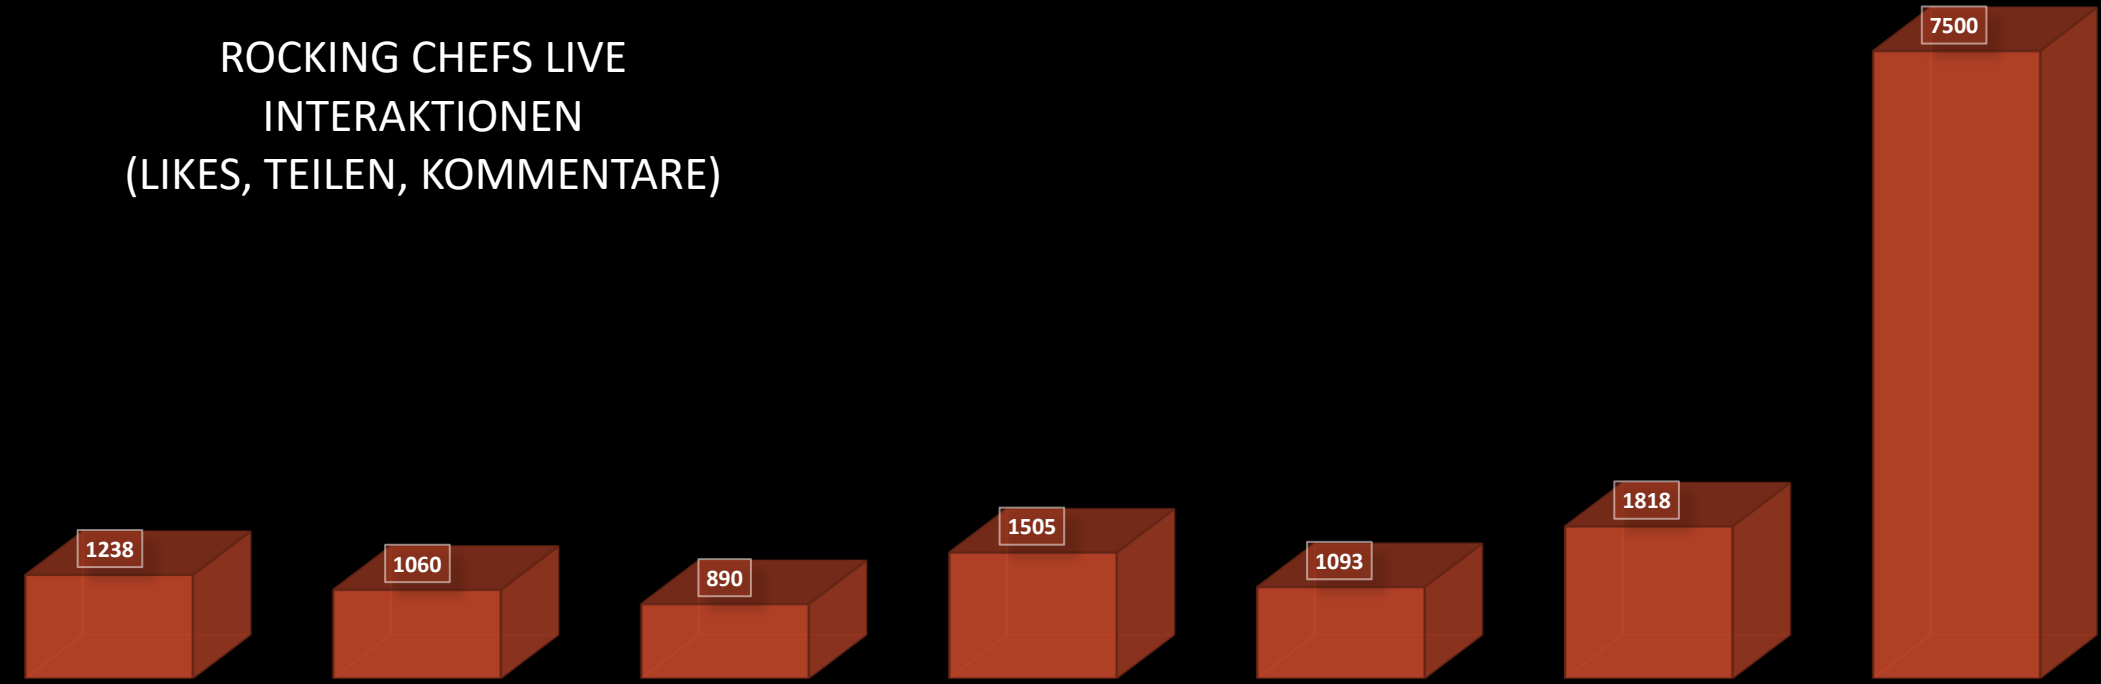 ROCKING CHEFS LIVE
INTERAKTIONEN
(LIKES, TEILEN, KOMMENTARE)
1238
1060
890
1505
1093
1818
7500